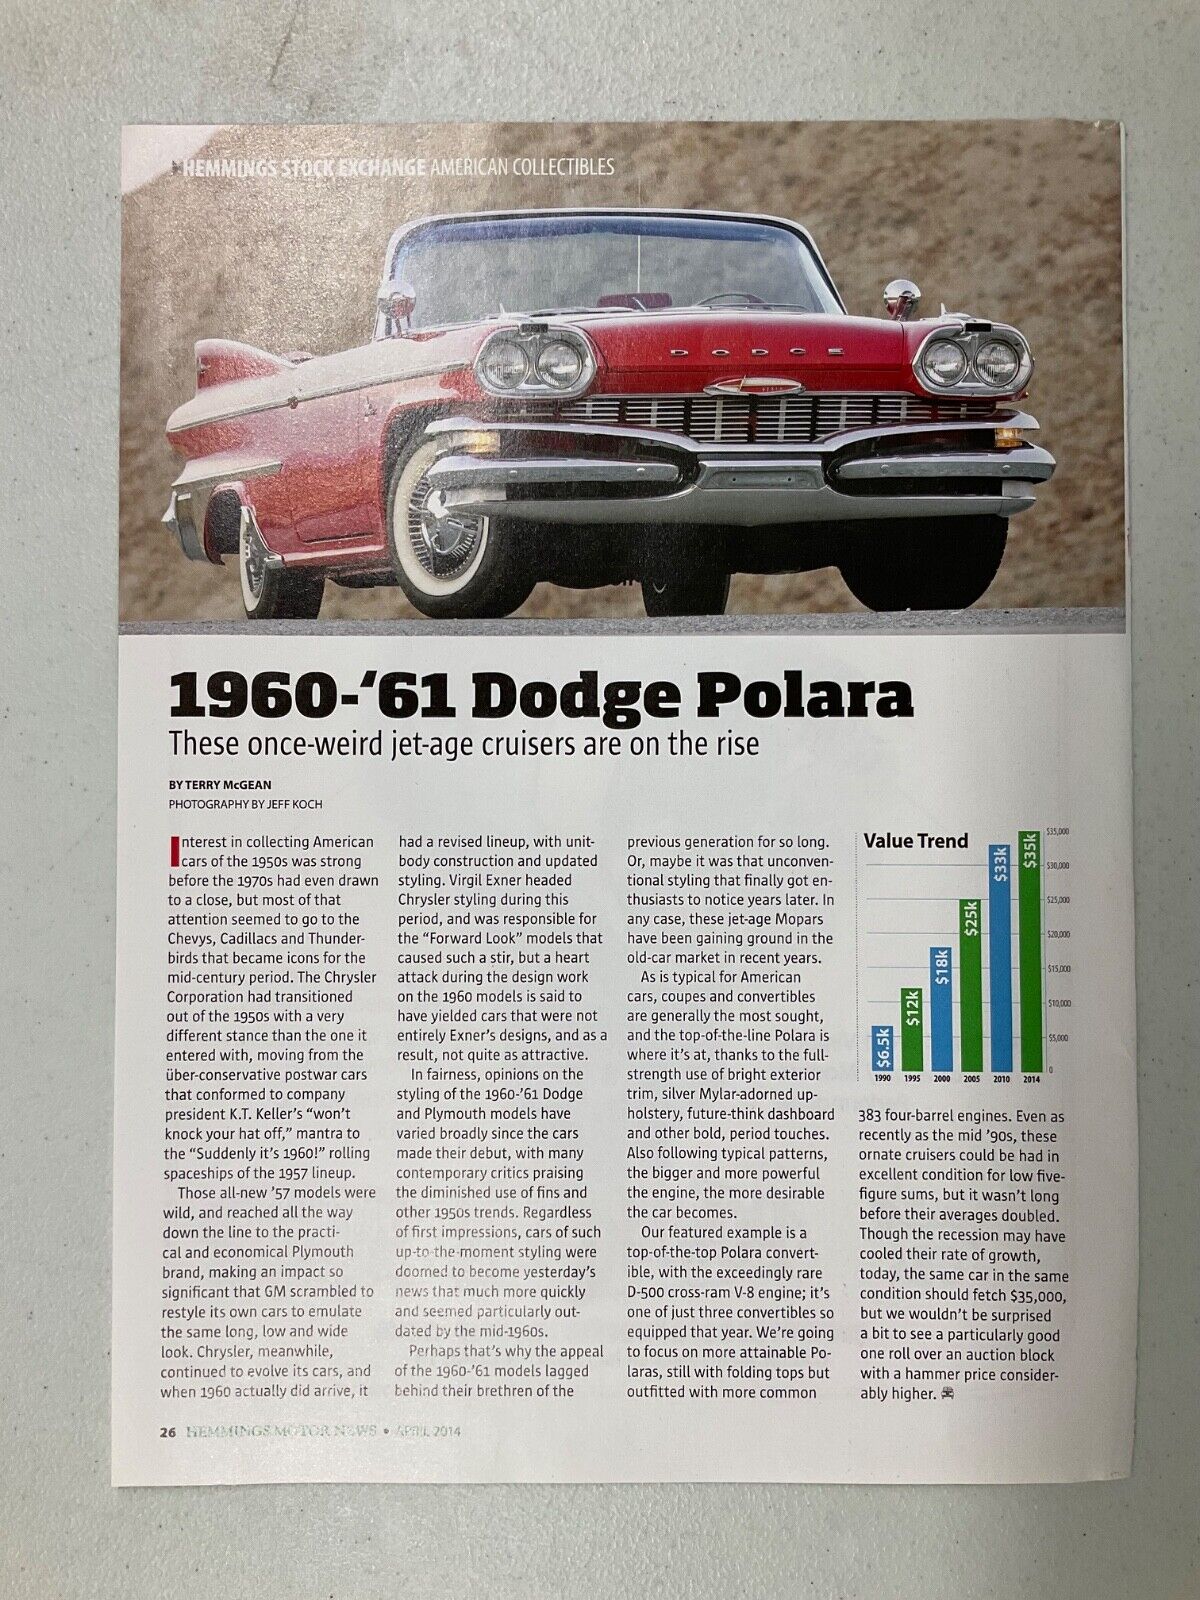 HEMMINGS STOCK EXCHANGE AMERICAN COLLECTIBLES
DODGE
1960-‘61 Dodge Polara
These once-weird jet-age cruisers are on the rise
BY TERRY McGEAN
PHOTOGRAPHY BY JEFF KOCH
Interest in collecting American
cars of the 1950s was strong
before the 1970s had even drawn
to a close, but most of that
attention seemed to go to the
Chevys, Cadillacs and Thunder-
birds that became icons for the
mid-century period. The Chrysler
Corporation had transitioned
out of the 1950s with a very
different stance than the one it
entered with, moving from the
über-conservative postwar cars
that conformed to company
president K.T. Keller’s “won’t
knock your hat off,” mantra to
the “Suddenly it’s 1960!” rolling
spaceships of the 1957 lineup.
Those all-new ’57 models were
wild, and reached all the way
down the line to the practi-
cal and economical Plymouth
brand, making an impact so
significant that GM scrambled to
restyle its own cars to emulate
the same long, low and wide
look. Chrysler, meanwhile,
continued to evolve its cars, and
when 1960 actually did arrive, it
had a revised lineup, with unit-
body construction and updated
styling. Virgil Exner headed
Chrysler styling during this
period, and was responsible for
the “Forward Look” models that
caused such a stir, but a heart
attack during the design work
on the 1960 models is said to
have yielded cars that were not
entirely Exner’s designs, and as a
result, not quite as attractive.
In fairness, opinions on the
styling of the 1960-’61 Dodge
and Plymouth models have
varied broadly since the cars
made their debut, with many
contemporary critics praising
the diminished use of fins and
other 1950s trends. Regardless
of first impressions, cars of such
up-to-the-moment styling were
doomed to become yesterday’s
news that much more quickly
and seemed particularly out-
dated by the mid-1960s.
Perhaps that’s why the appeal
of the 1960-’61 models lagged
behind their brethren of the
previous generation for so long.
Or, maybe it was that unconven-
tional styling that finally got en-
thusiasts to notice years later. In
any case, these jet-age Mopars
have been gaining ground in the
old-car market in recent years.
As is typical for American
cars, coupes and convertibles
are generally the most sought,
and the top-of-the-line Polara is
where it’s at, thanks to the full-
strength use of bright exterior
trim, silver Mylar-adorned up-
holstery, future-think dashboard
and other bold, period touches.
Also following typical patterns,
the bigger and more powerful
the engine, the more desirable
the car becomes.
Our featured example is a
top-of-the-top Polara convert-
ible, with the exceedingly rare
D-500 cross-ram V-8 engine; it’s
one of just three convertibles so
equipped that year. We’re going
to focus on more attainable Po-
laras, still with folding tops but
outfitted with more common
Value Trend
$6.5k
$12k
$18k
$25k
$33k
$35k
$35,000
$30,000
$25,000
$20,000
$15,000
$10,000
$5,000
0
1990 1995 2000 2005 2010 2014
383 four-barrel engines. Even as
recently as the mid ’90s, these
ornate cruisers could be had in
excellent condition for low five-
figure sums, but it wasn’t long
before their averages doubled.
Though the recession may have
cooled their rate of growth,
today, the same car in the same
condition should fetch $35,000,
but we wouldn’t be surprised
a bit to see a particularly good
one roll over an auction block
with a hammer price consider-
ably higher.
26 HEMMINGS MOTOR NEWS • APRIL 2014